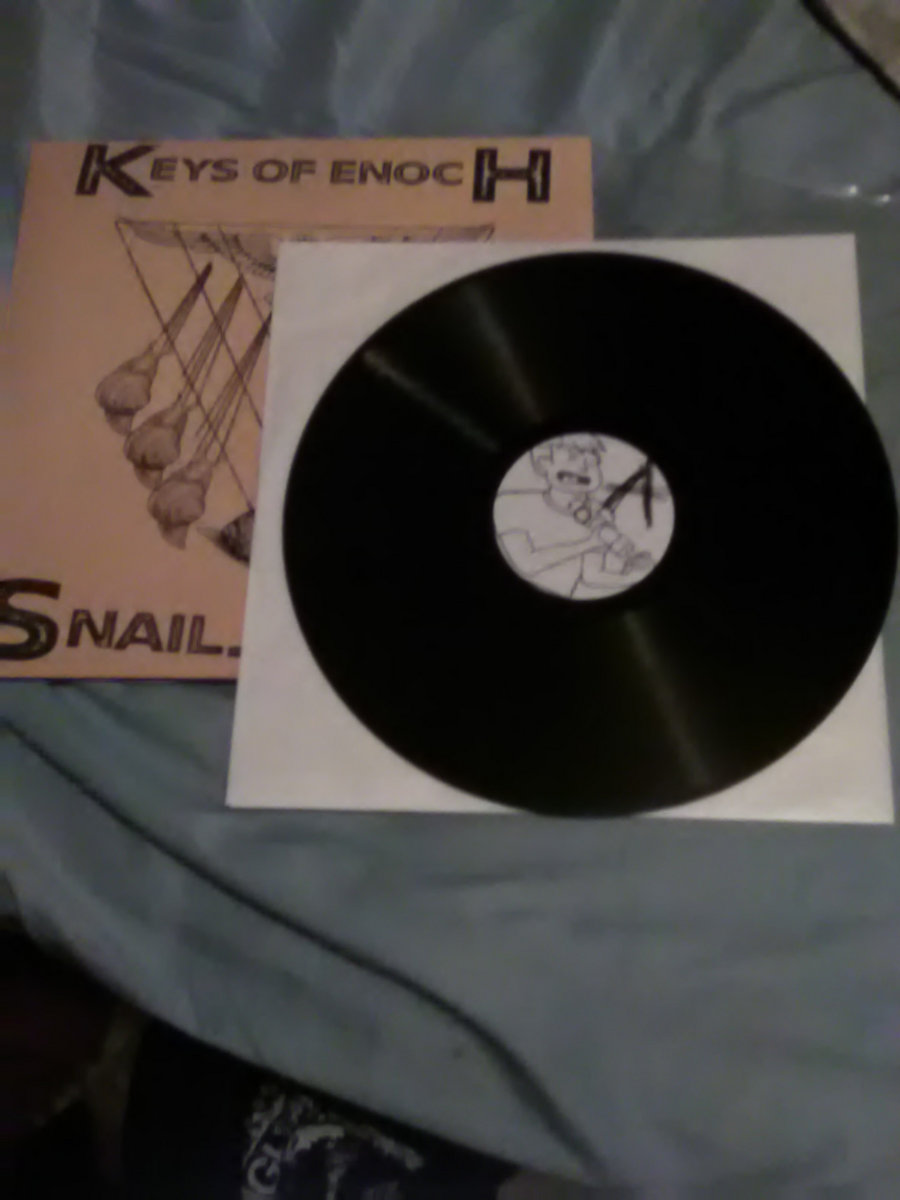 KEYS OF ENOCH
SNAIL.